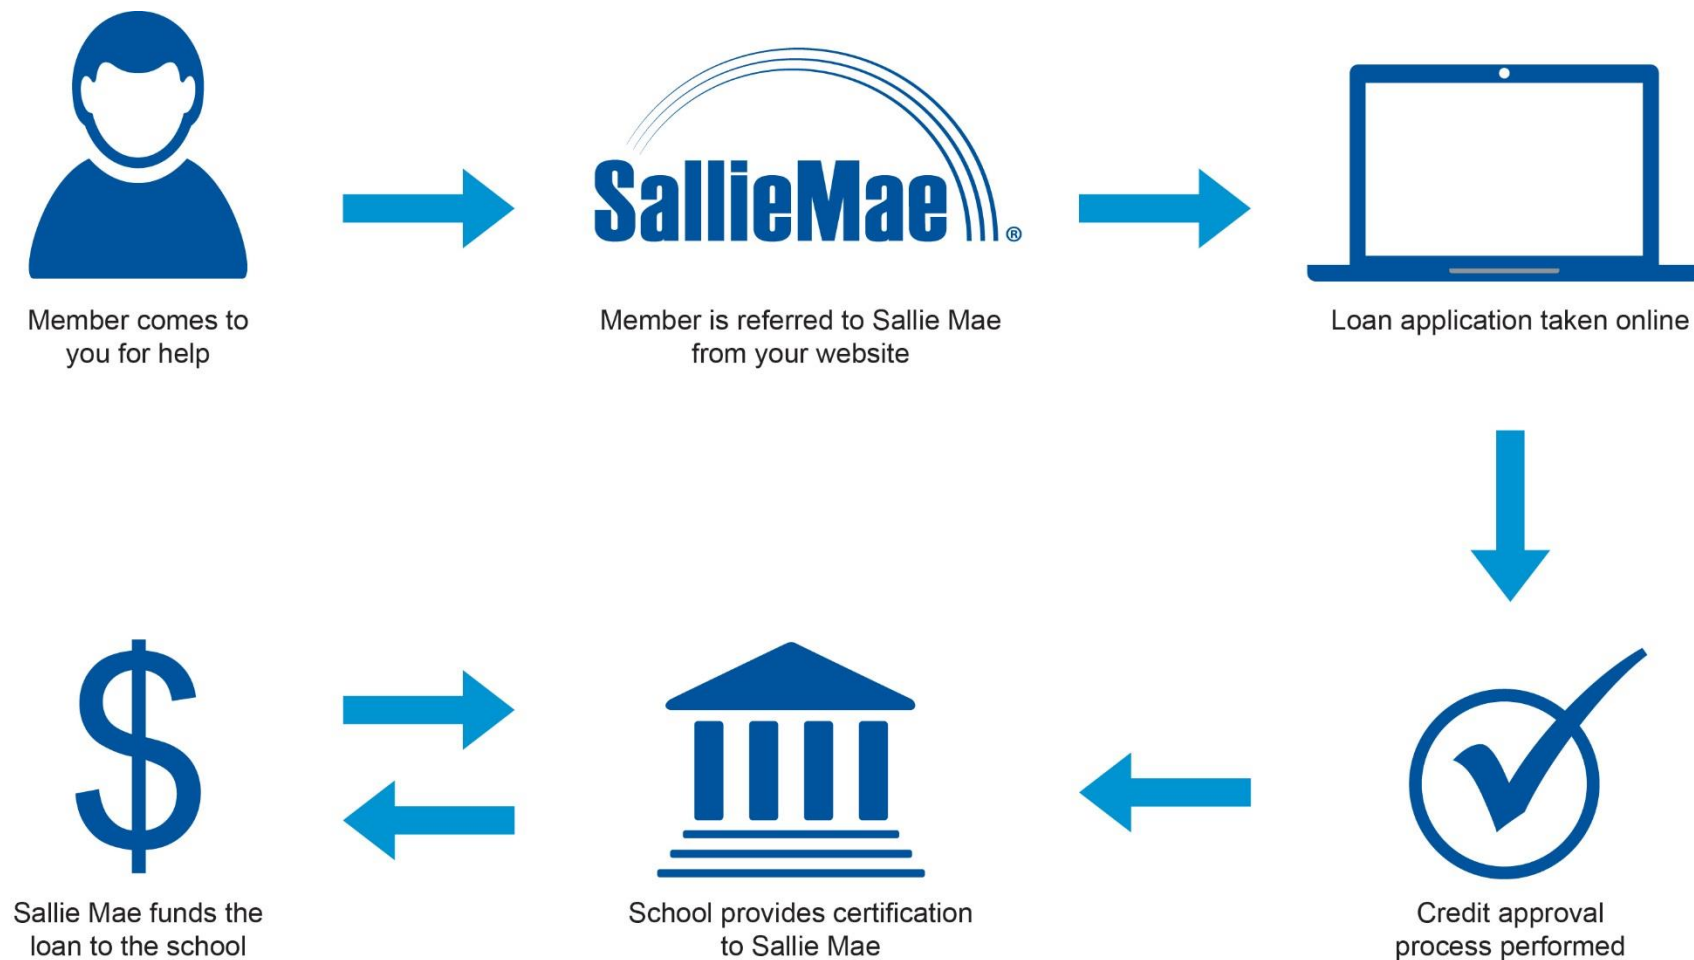 SallieMae®
Member comes to
you for help
Member is referred to Sallie Mae
from your website
Loan application taken online
$
Sallie Mae funds the
loan to the school
School provides certification
to Sallie Mae
Credit approval
process performed